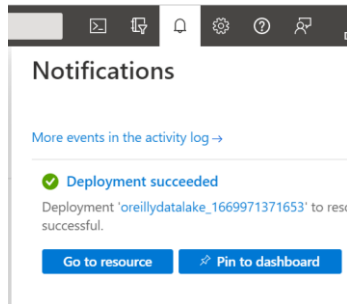 Notifications
More events in the activity log →
Deployment succeeded
Deployment 'oreillydatalake_1669971371653' to
successful.
Go to resource
Pin to dashboard